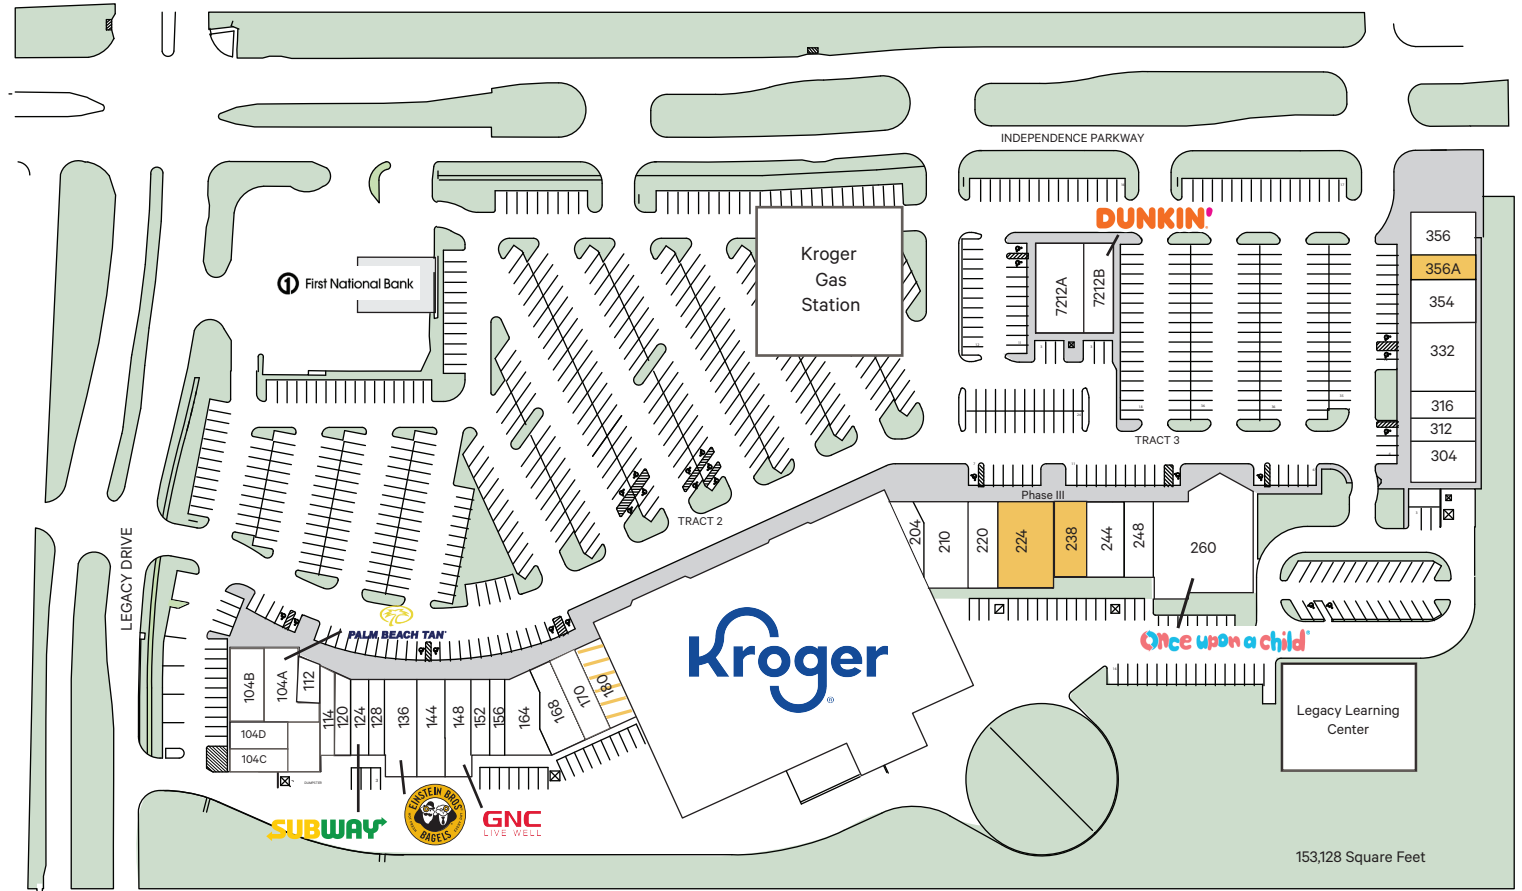 INDEPENDENCE PARKWAY
DUNKIN'
Kroger
Gas
Station
First National Bank
7212A
7212B
356
356A
354
332
316
312
304
TRACT 3
Phase III
TRACT 2
LEGACY DRIVE
204
210
220
224
238
244
248
260
PALM BEACH TAN
Once upon a child
Kroger
®
104B
104A
112
114
120
124
128
136
144
148
152
156
164
168
170
180
104D
104C
Legacy Learning
Center
SUBWAY
EINSTEIN BROS
BAGELS
GNC
LIVE WELL
153,128 Square Feet